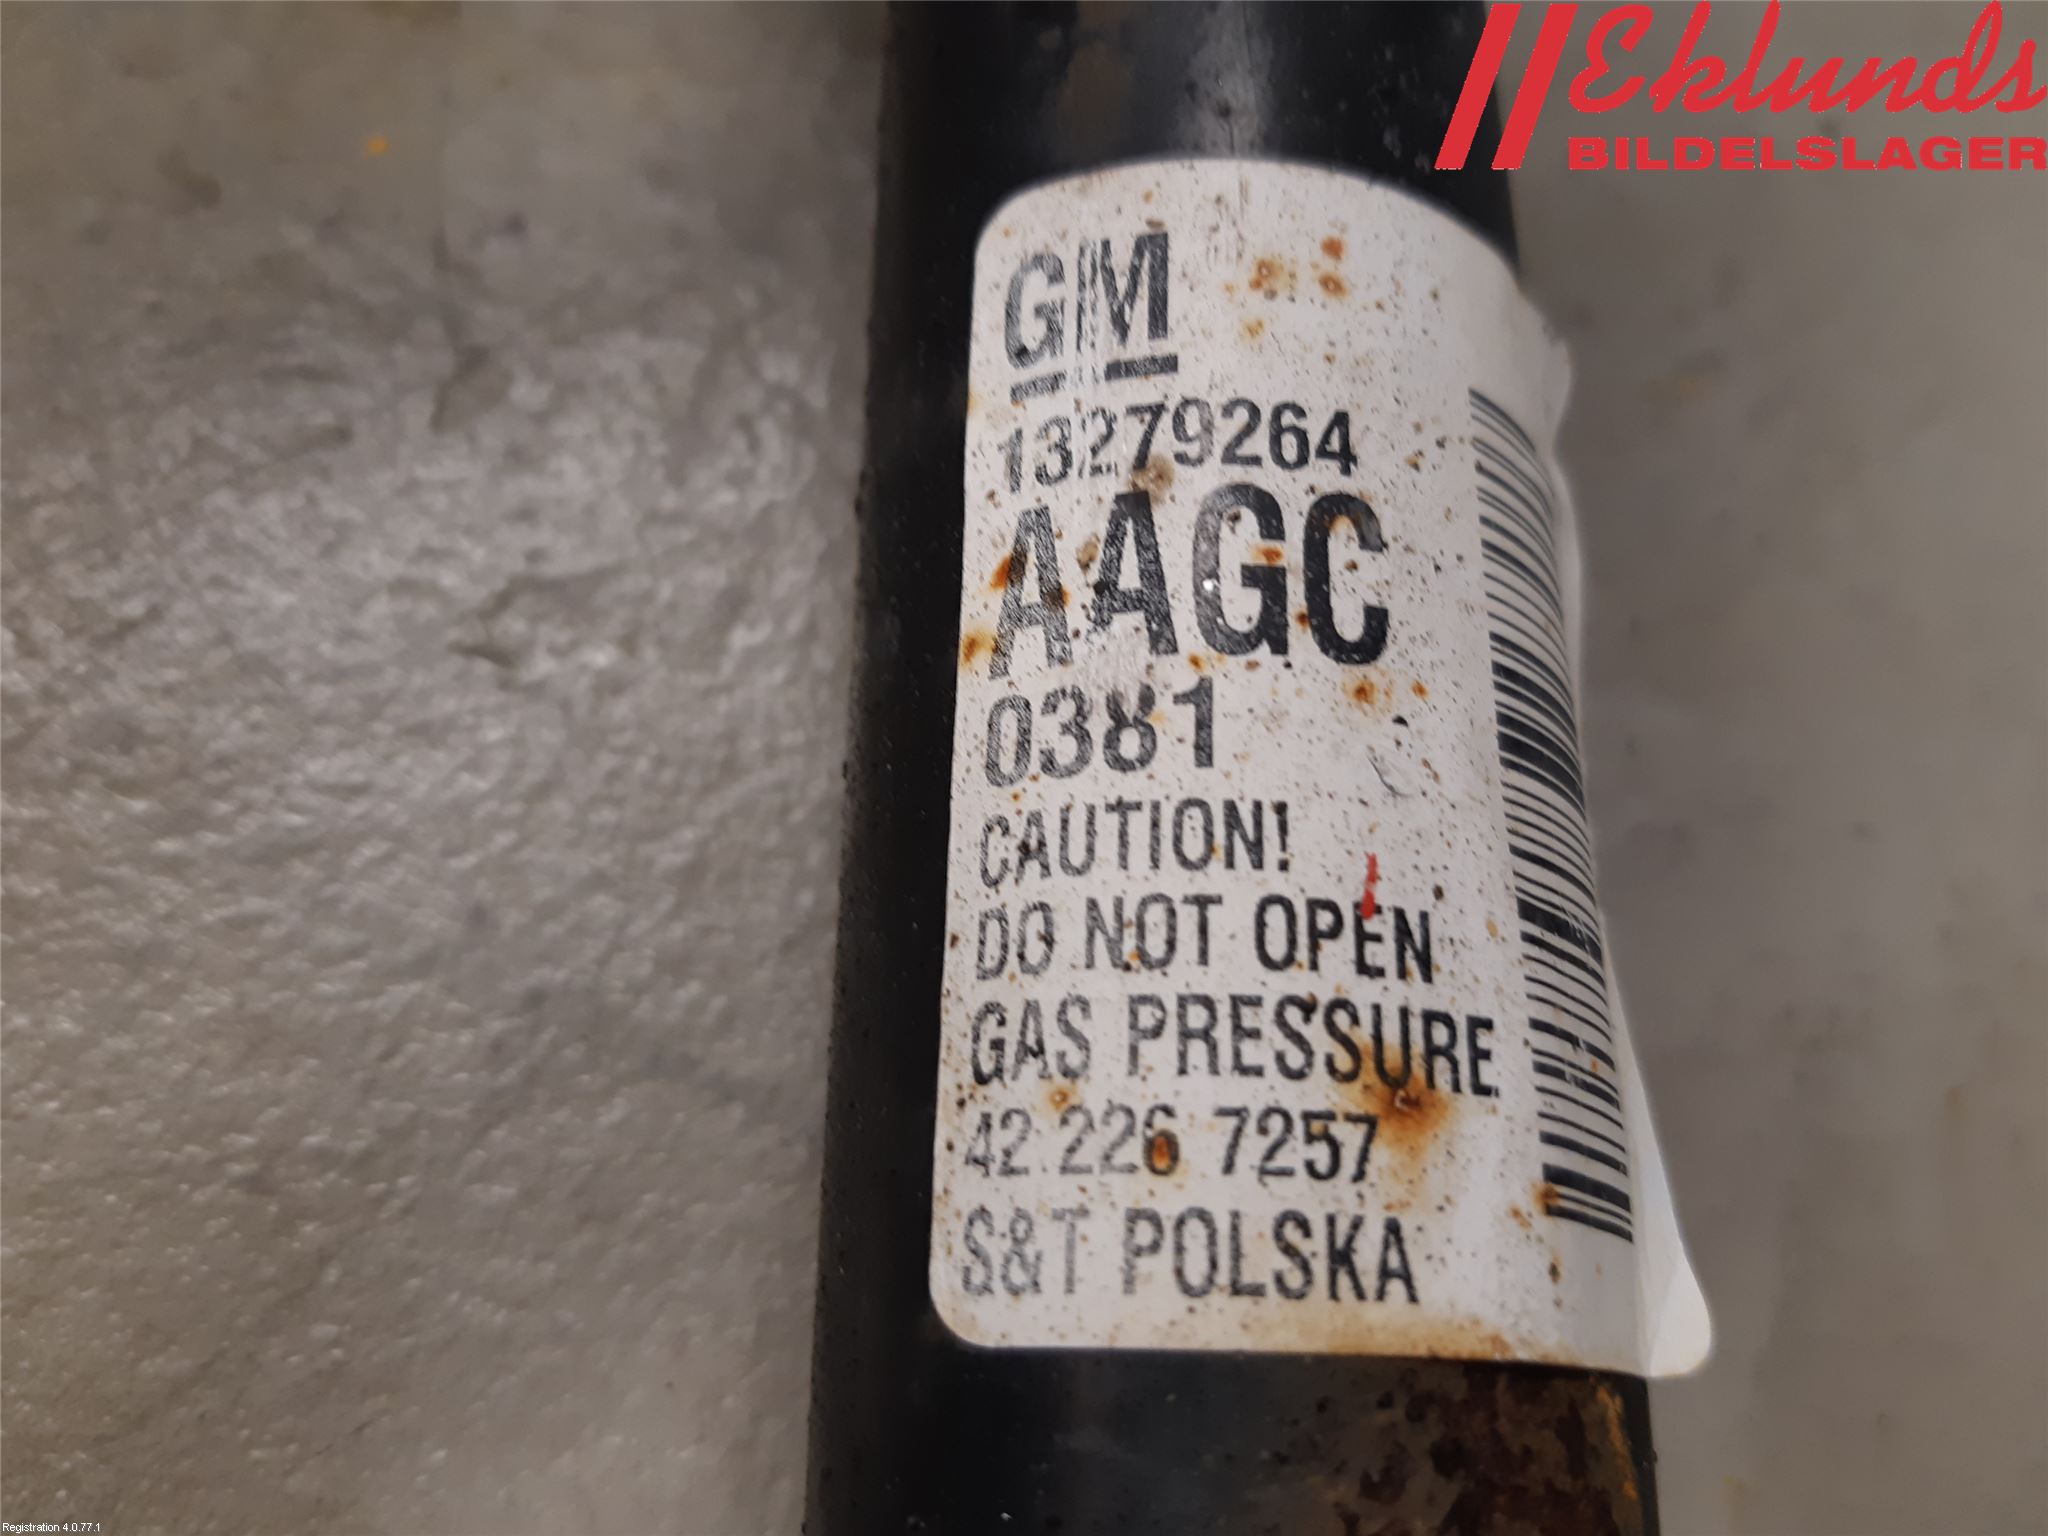 Eklunds
BILDELSLAGER
GM
13279264
AAGC
0381
CAUTION!
DO NOT OPEN
GAS PRESSURE
42 226 7257
S&T POLSKA
Registration 4.0.77.1